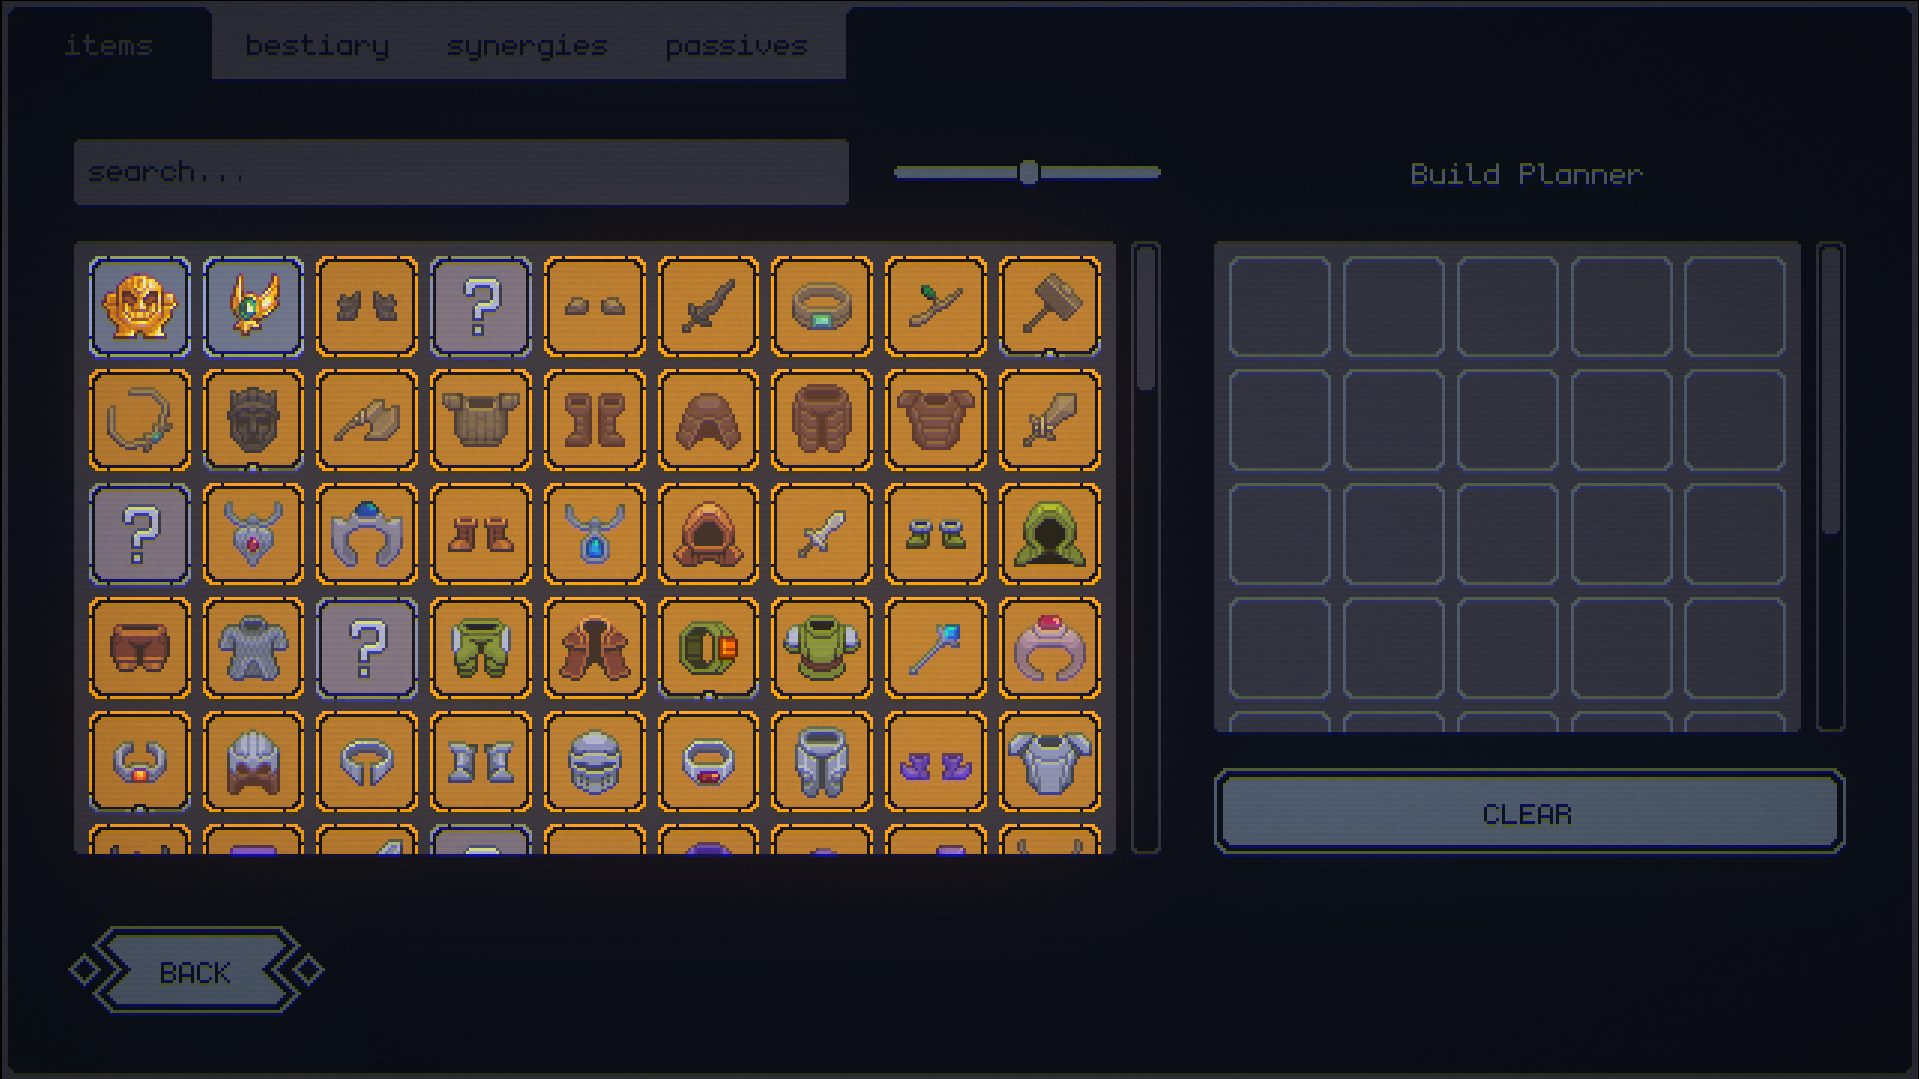 items bestiary synergies passives
search...
Build Planner
?
?
?
CLEAR
BACK